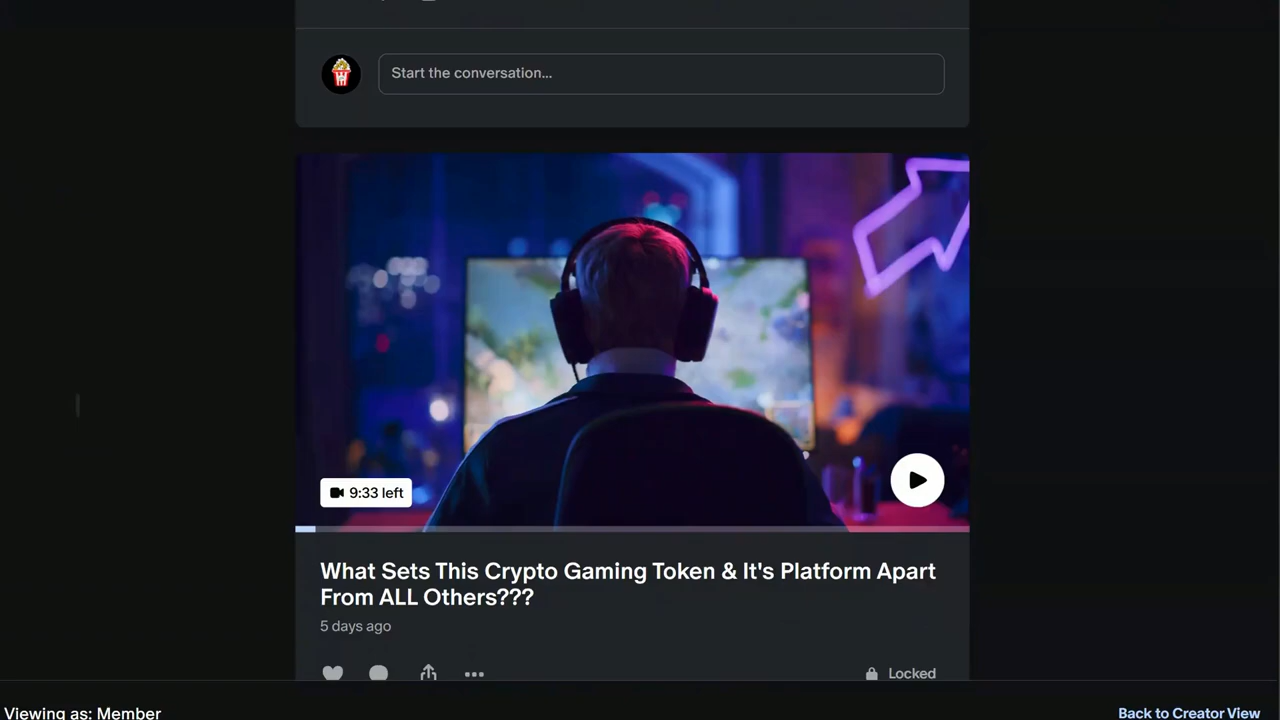 Start the conversation...
9:33 left
What Sets This Crypto Gaming Token & It's Platform Apart
From ALL Others???
5 days ago
Locked
Viewing as: Member
Back to Creator View